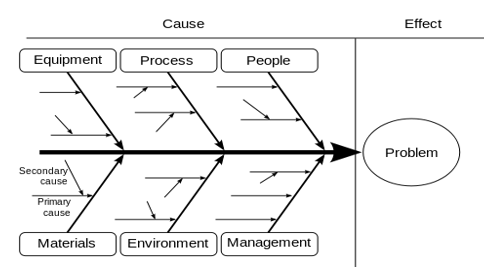 Cause
Effect
Equipment
Process
People
Problem
Secondary
cause
Primary
cause
Materials
Environment
Management